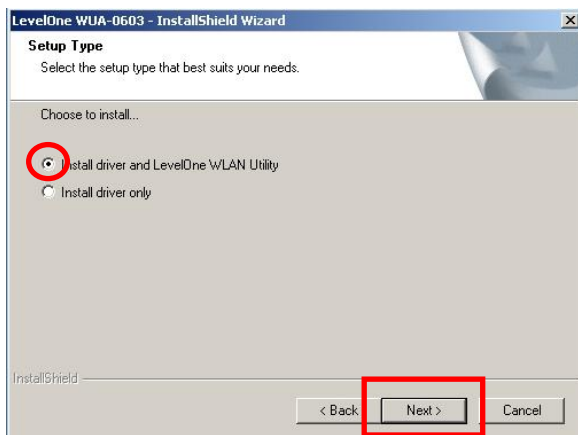 LevelOne WUA-0603 - InstallShield Wizard
Setup Type
Select the setup type that best suits your needs.
Choose to install...
Install driver and LevelOne WLAN Utility
Install driver only
InstallShield
< Back Next > Cancel